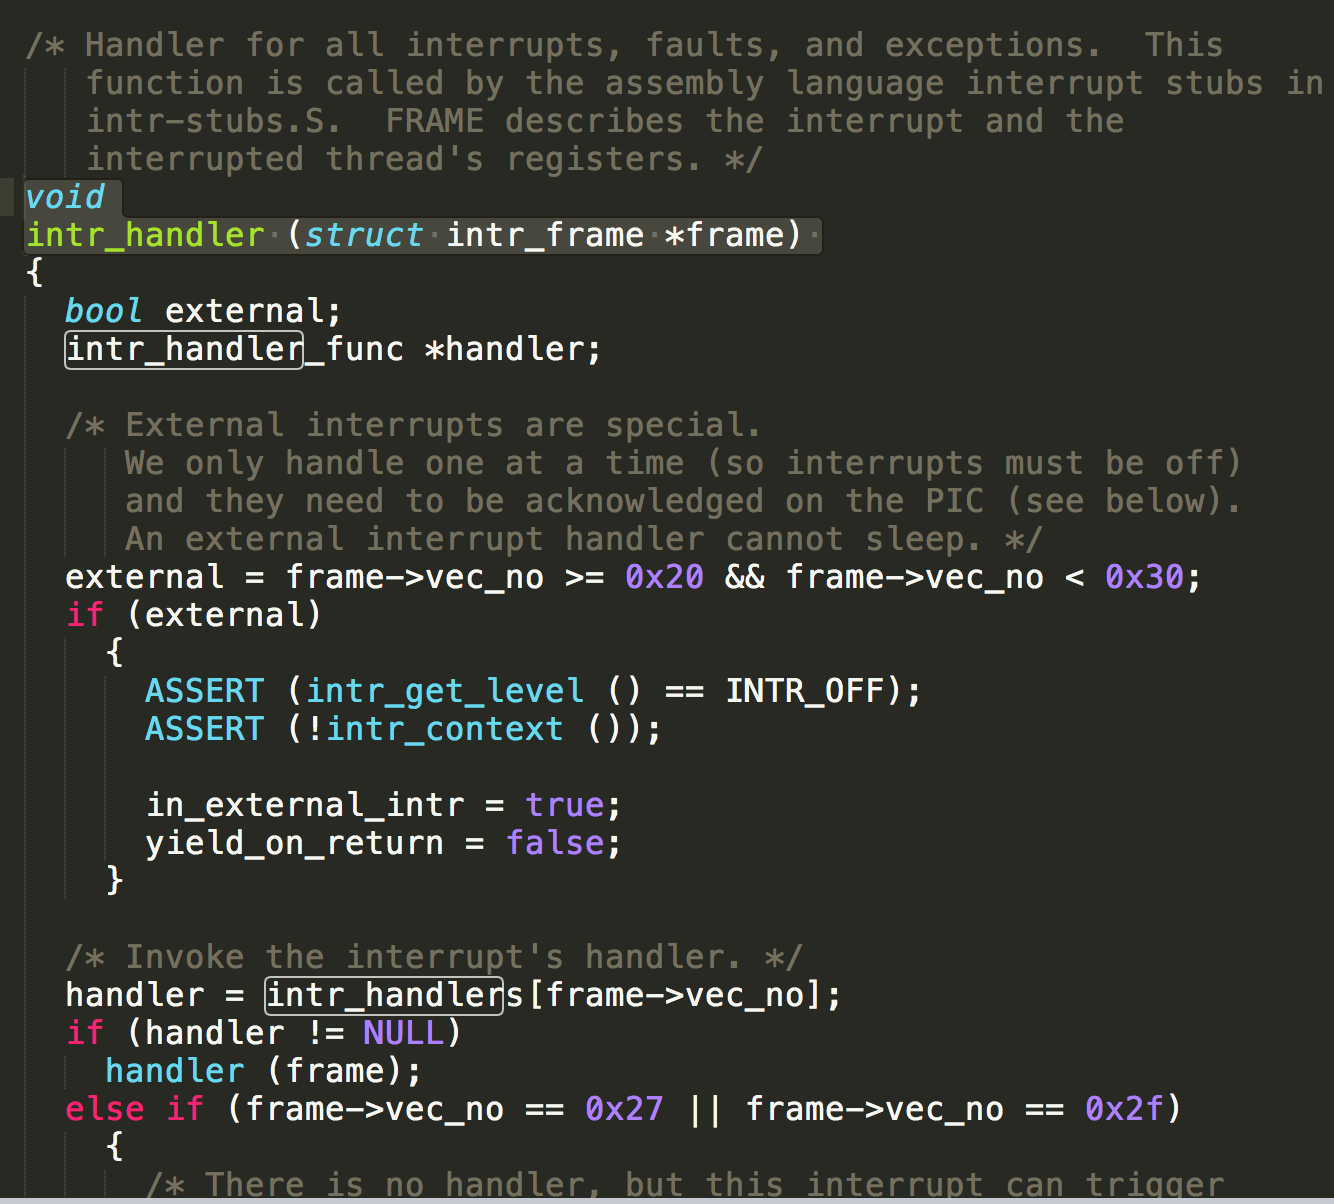 /* Handler for all interrupts, faults, and exceptions.  This
function is called by the assembly language interrupt stubs in
intr-stubs.S.  FRAME describes the interrupt and the
interrupted thread's registers. */
void
intr_handler (struct intr_frame *frame)
{
bool external;
intr_handler_func *handler;
/* External interrupts are special.
We only handle one at a time (so interrupts must be off)
and they need to be acknowledged on the PIC (see below).
An external interrupt handler cannot sleep. */
external = frame->vec_no >= 0x20 && frame->vec_no < 0x30;
if (external)
{
ASSERT (intr_get_level () == INTR_OFF);
ASSERT (!intr_context ());
in_external_intr = true;
yield_on_return = false;
}
/* Invoke the interrupt's handler. */
handler = intr_handlers[frame->vec_no];
if (handler != NULL)
handler (frame);
else if (frame->vec_no == 0x27 || frame->vec_no == 0x2f)
{
/* There is no handler, but this interrupt can trigger